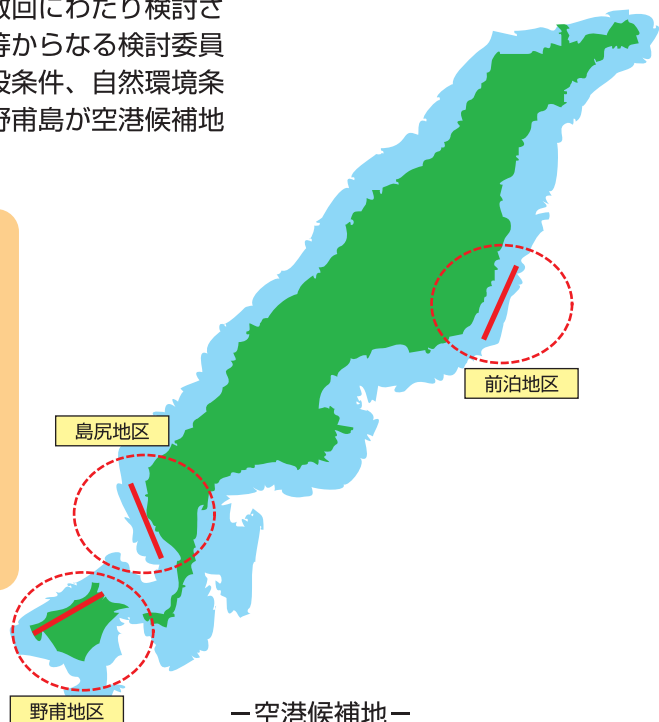 数回にわたり検討さ
等からなる検討委員
設条件、自然環境条
野甫島が空港候補地
前泊地区
島尻地区
野甫地区
ー空港候補地ー